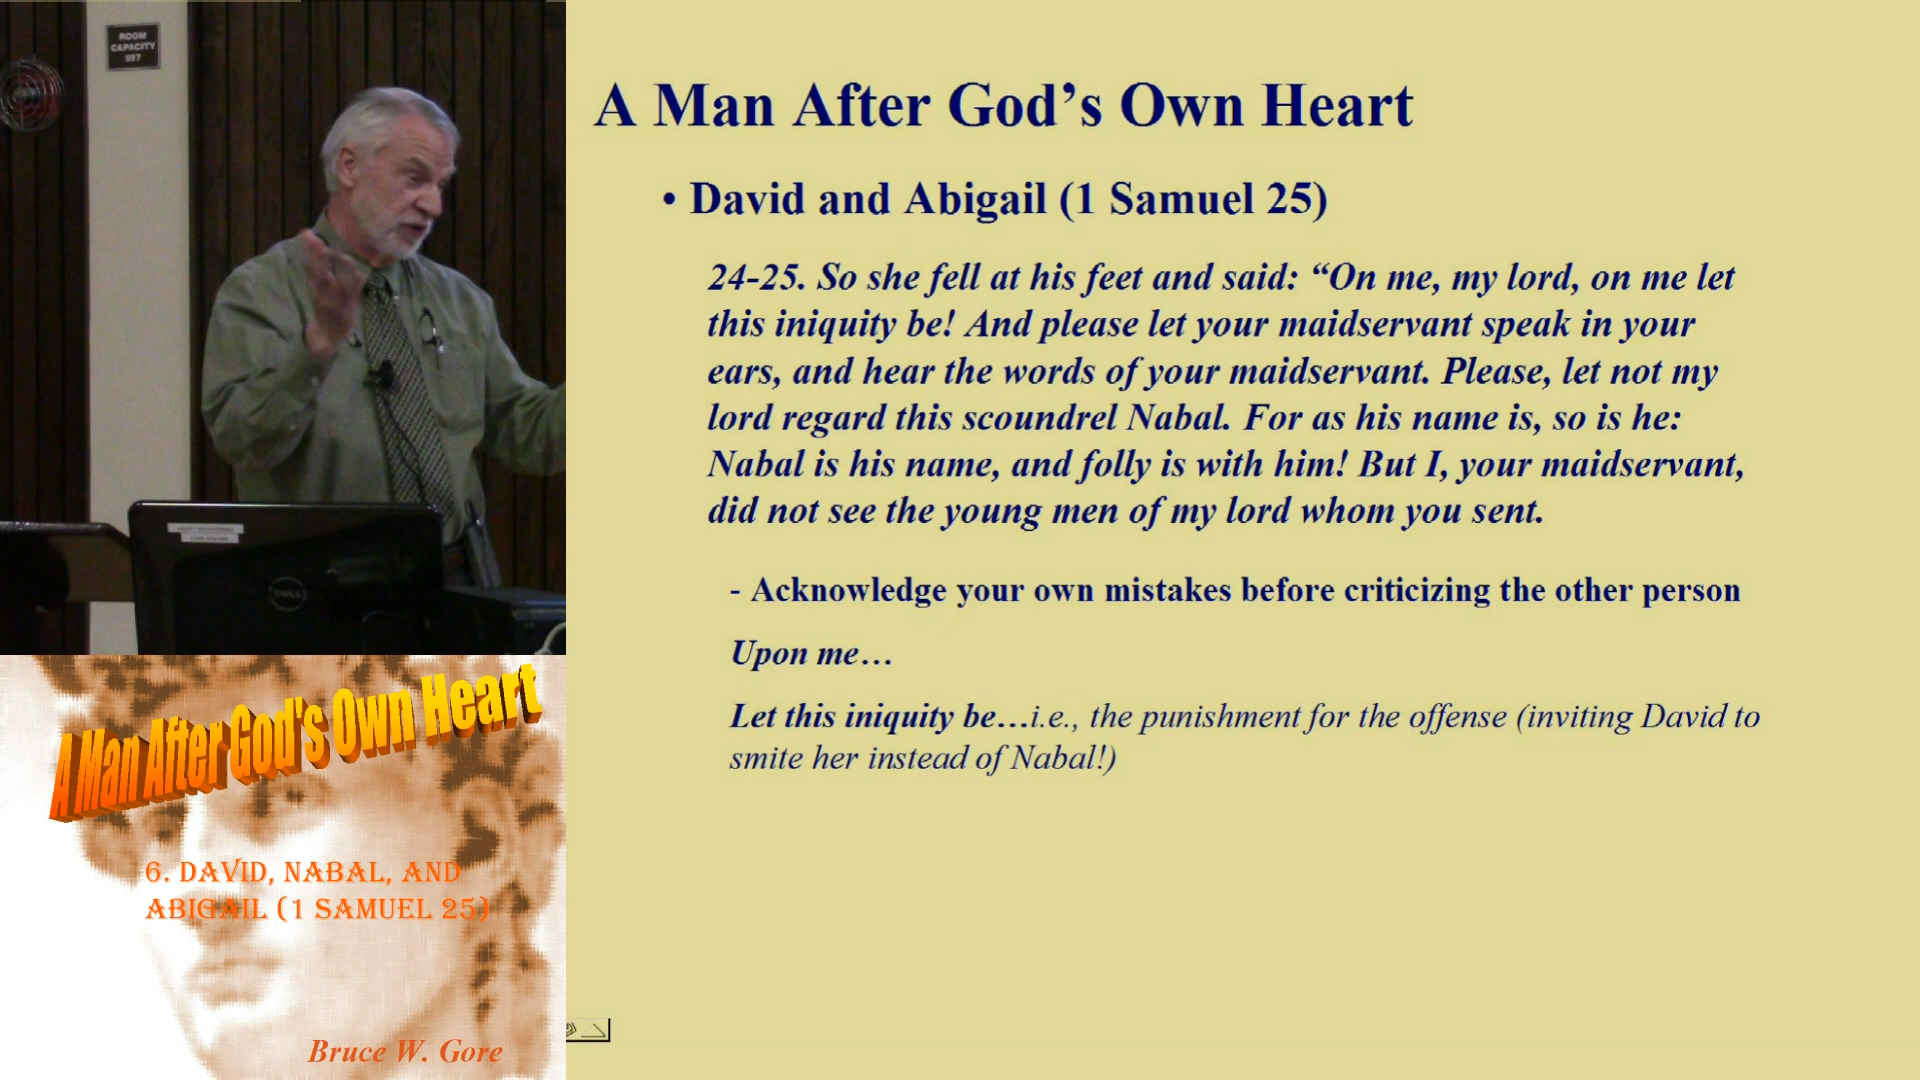 ROOM
CAPACITY
597
A Man After God's Own Heart
6. David, Nabal, and
Abigail (1 Samuel 25)
Bruce W. Gore
A Man After God’s Own Heart
• David and Abigail (1 Samuel 25)
24-25. So she fell at his feet and said: “On me, my lord, on me let
this iniquity be! And please let your maidservant speak in your
ears, and hear the words of your maidservant. Please, let not my
lord regard this scoundrel Nabal. For as his name is, so is he:
Nabal is his name, and folly is with him! But I, your maidservant,
did not see the young men of my lord whom you sent.
- Acknowledge your own mistakes before criticizing the other person
Upon me…
Let this iniquity be…i.e., the punishment for the offense (inviting David to
smite her instead of Nabal!)